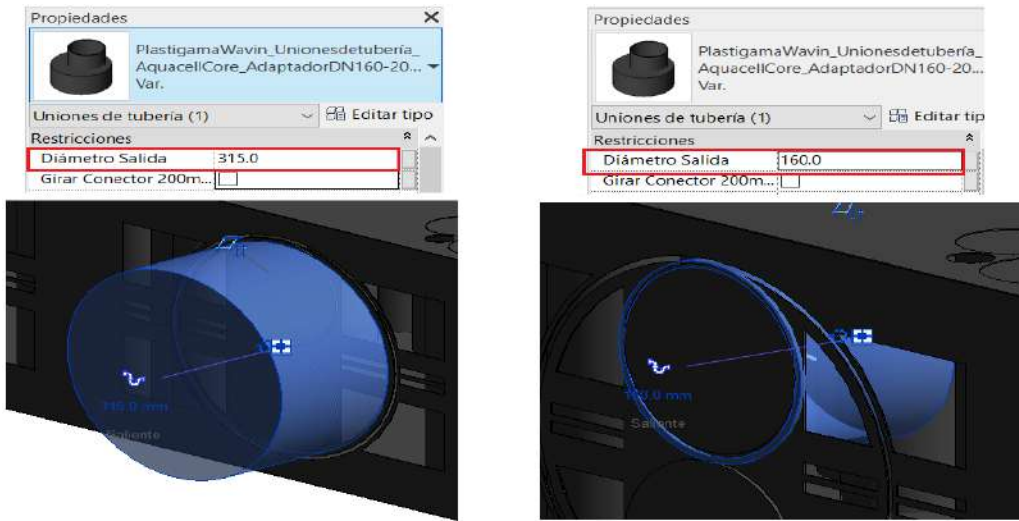 Propiedades
PlastigamaWavin_Unionesdetubería_
AquacellCore_AdaptadorDN160-20...
Var.
Uniones de tubería (1)
Editar tipo
Restricciones
Diámetro Salida 315.0
Girar Conector 200m...
Saliente
Propiedades
PlastigamaWavin_Unionesdetubería_
AquacellCore_AdaptadorDN160-20...
Var.
Uniones de tubería (1)
Editar tip
Restricciones
Diámetro Salida 160.0
Girar Conector 200m...
Saliente